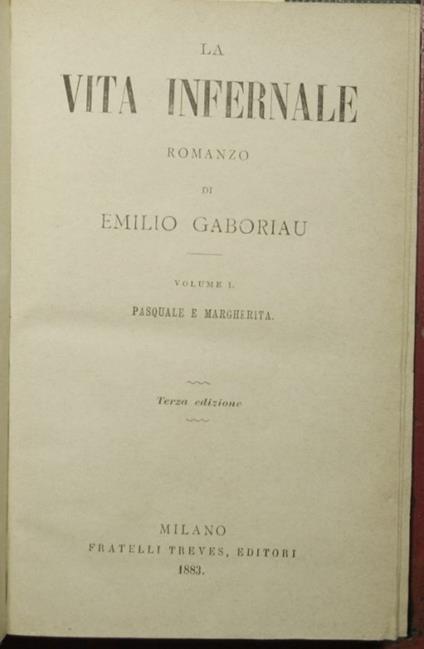 LA
VITA INFERNALE
ROMANZO
DI
EMILIO GABORIAU
VOLUME I.
PASQUALE E MARGHERITA.
Terza edizione
MILANO
FRATELLI TREVES, EDITORI
1883.